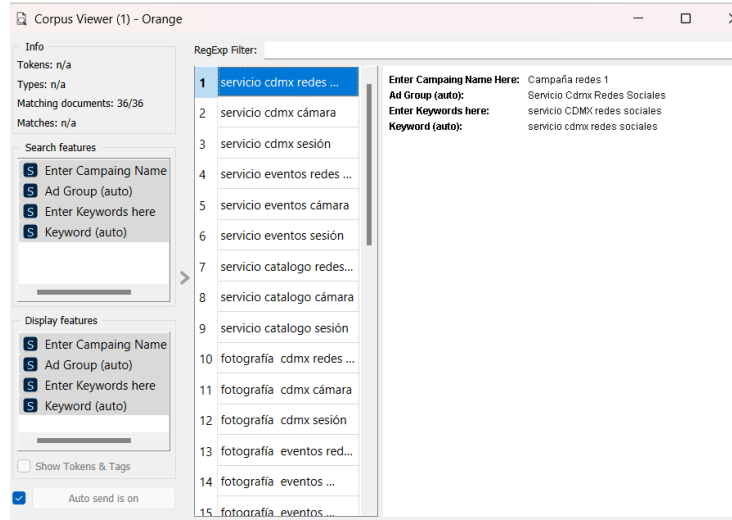 Corpus Viewer (1) - Orange
Info
Tokens: n/a
Types: n/a
Matching documents: 36/36
Matches: n/a
Search features
S Enter Campaing Name
S Ad Group (auto)
S Enter Keywords here
S Keyword (auto)
Display features
S Enter Campaing Name
S Ad Group (auto)
S Enter Keywords here
S Keyword (auto)
Show Tokens & Tags
Auto send is on
RegExp Filter:
1 servicio cdmx redes ...
2 servicio cdmx cámara
3 servicio cdmx sesión
4 servicio eventos redes ...
5 servicio eventos cámara
6 servicio eventos sesión
7 servicio catalogo redes...
8 servicio catalogo cámara
9 servicio catalogo sesión
10 fotografía cdmx redes ...
11 fotografía cdmx cámara
12 fotografía cdmx sesión
13 fotografía eventos red...
14 fotografía eventos ...
15 fotografía eventos ...
Enter Campaing Name Here: Campaña redes 1
Ad Group (auto): Servicio Cdmx Redes Sociales
Enter Keywords here: servicio CDMX redes sociales
Keyword (auto): servicio cdmx redes sociales